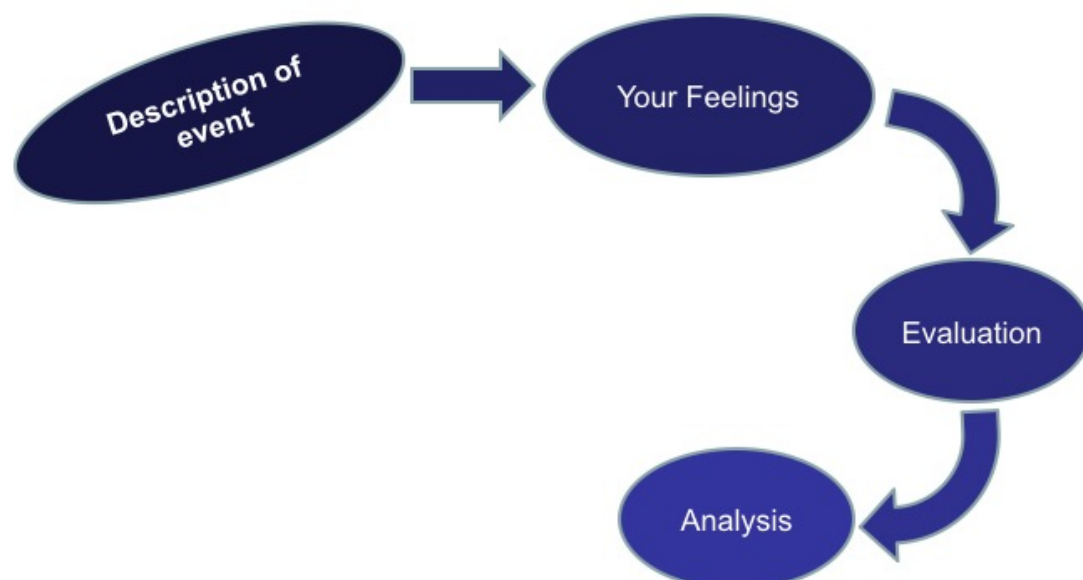 Description of
event
Your Feelings
Evaluation
Analysis